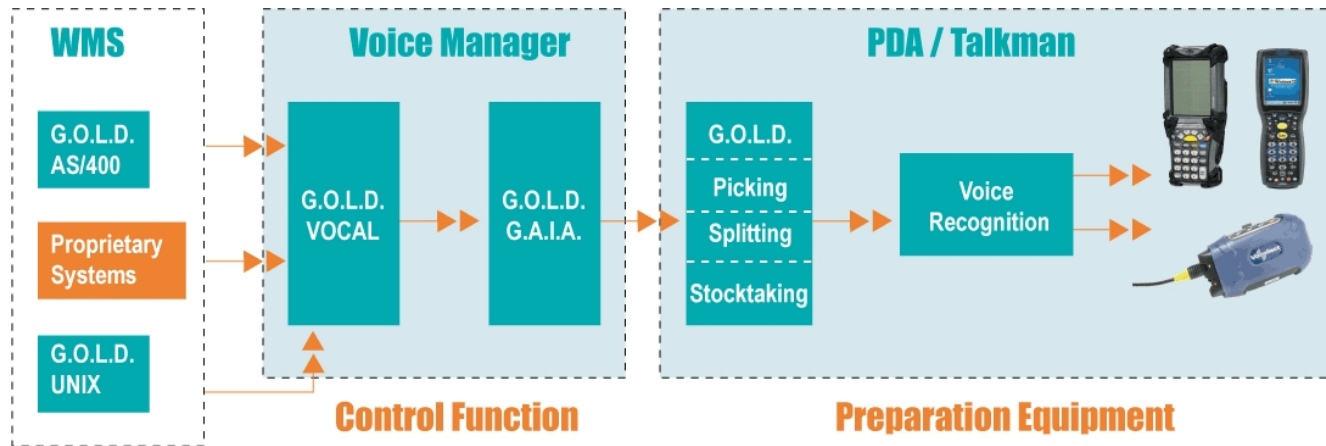 WMS
G.O.L.D.
AS/400
Proprietary
Systems
G.O.L.D.
UNIX
Voice Manager
G.O.L.D.
VOCAL
G.O.L.D.
G.A.I.A.
Control Function
PDA / Talkman
G.O.L.D.
Picking
Splitting
Stocktaking
Voice
Recognition
Preparation Equipment